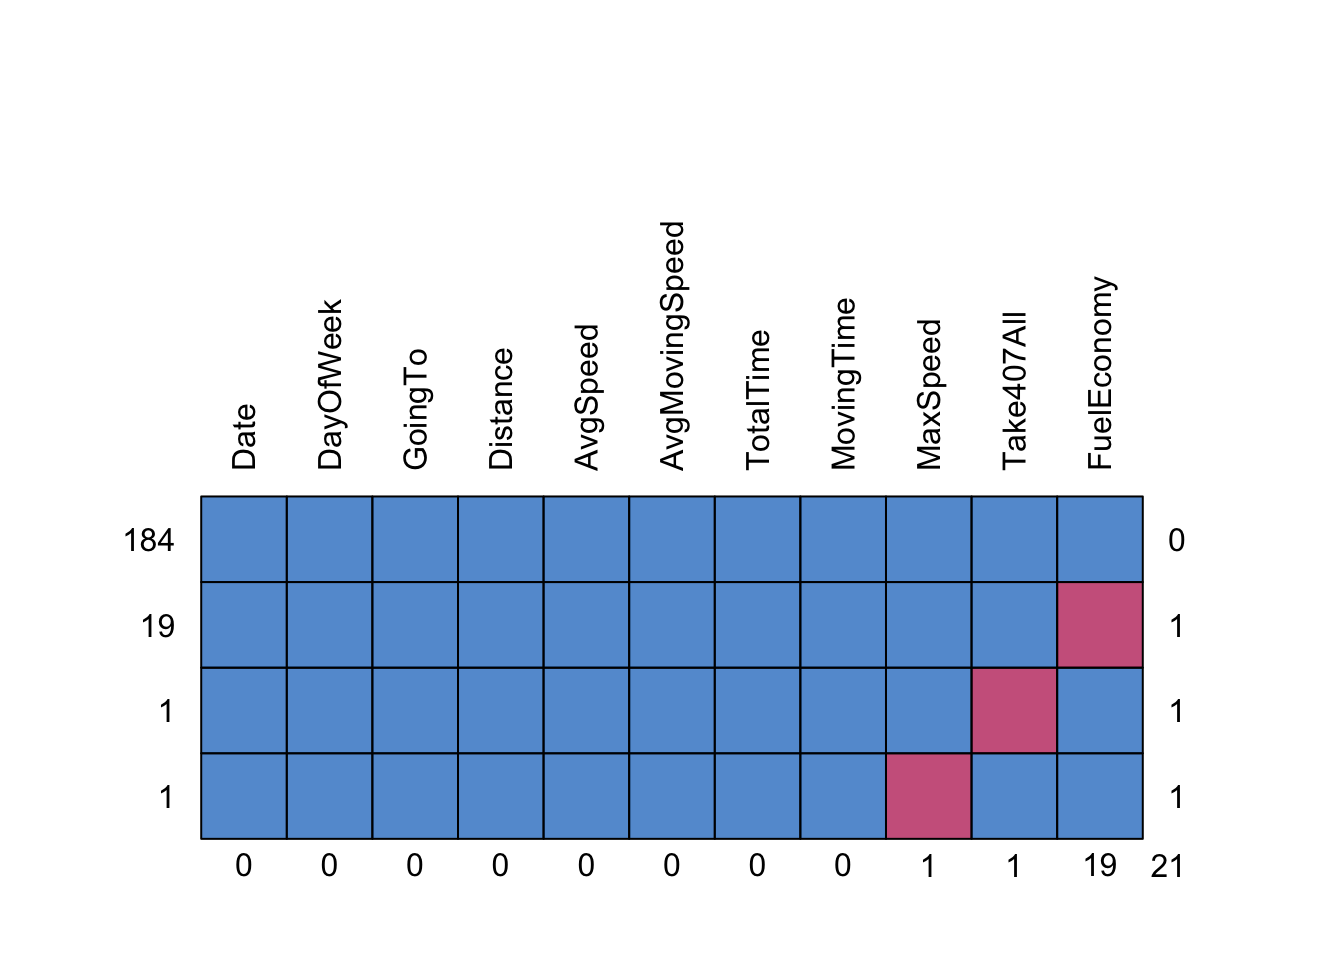 Date
DayOfWeek
GoingTo
Distance
AvgSpeed
AvgMovingSpeed
TotalTime
MovingTime
MaxSpeed
Take407All
FuelEconomy
184 0
19 1
1 1
1 1
0 0 0 0 0 0 0 0 1 1 19 21